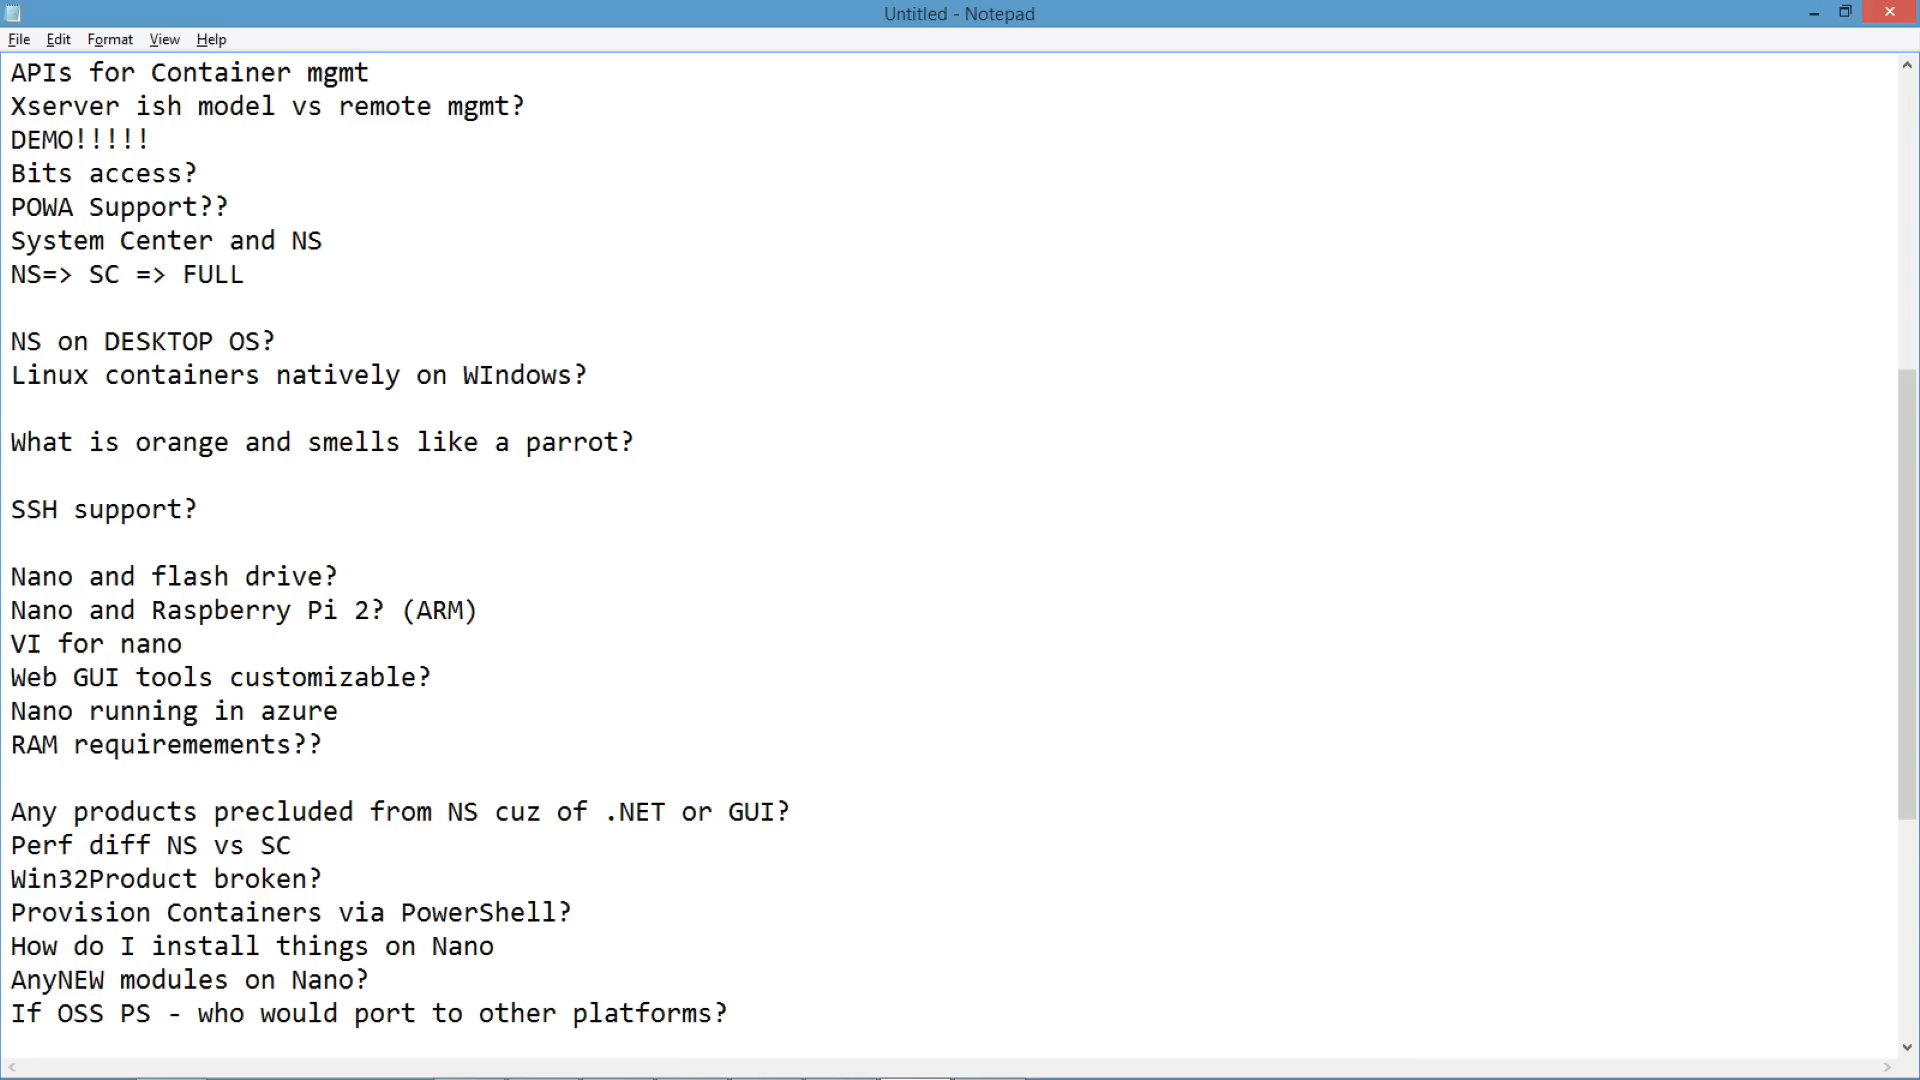 Untitled - Notepad
File Edit Format View Help
APIs for Container mgmt
Xserver ish model vs remote mgmt?
DEMO!!!!!
Bits access?
POWA Support??
System Center and NS
NS=> SC => FULL
NS on DESKTOP OS?
Linux containers natively on WIndows?
What is orange and smells like a parrot?
SSH support?
Nano and flash drive?
Nano and Raspberry Pi 2? (ARM)
VI for nano
Web GUI tools customizable?
Nano running in azure
RAM requiremements??
Any products precluded from NS cuz of .NET or GUI?
Perf diff NS vs SC
Win32Product broken?
Provision Containers via PowerShell?
How do I install things on Nano
AnyNEW modules on Nano?
If OSS PS - who would port to other platforms?